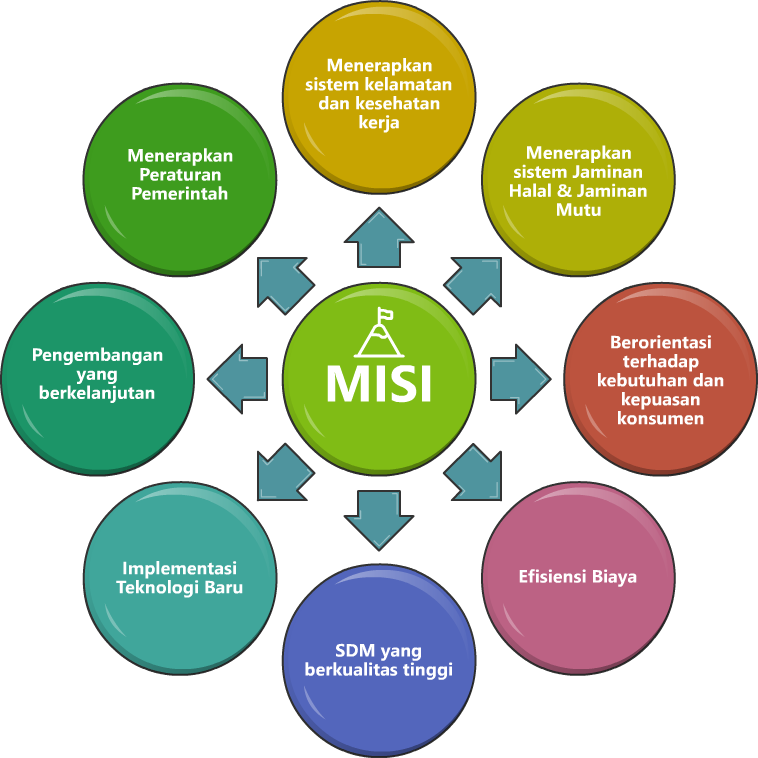 Menerapkan
sistem kelamatan
dan kesehatan
kerja
Menerapkan
sistem Jaminan
Halal & Jaminan
Mutu
Berorientasi
terhadap
kebutuhan dan
kepuasan
konsumen
Efisiensi Biaya
SDM yang
berkualitas tinggi
Implementasi
Teknologi Baru
Pengembangan
yang
berkelanjutan
Menerapkan
Peraturan
Pemerintah
MISI